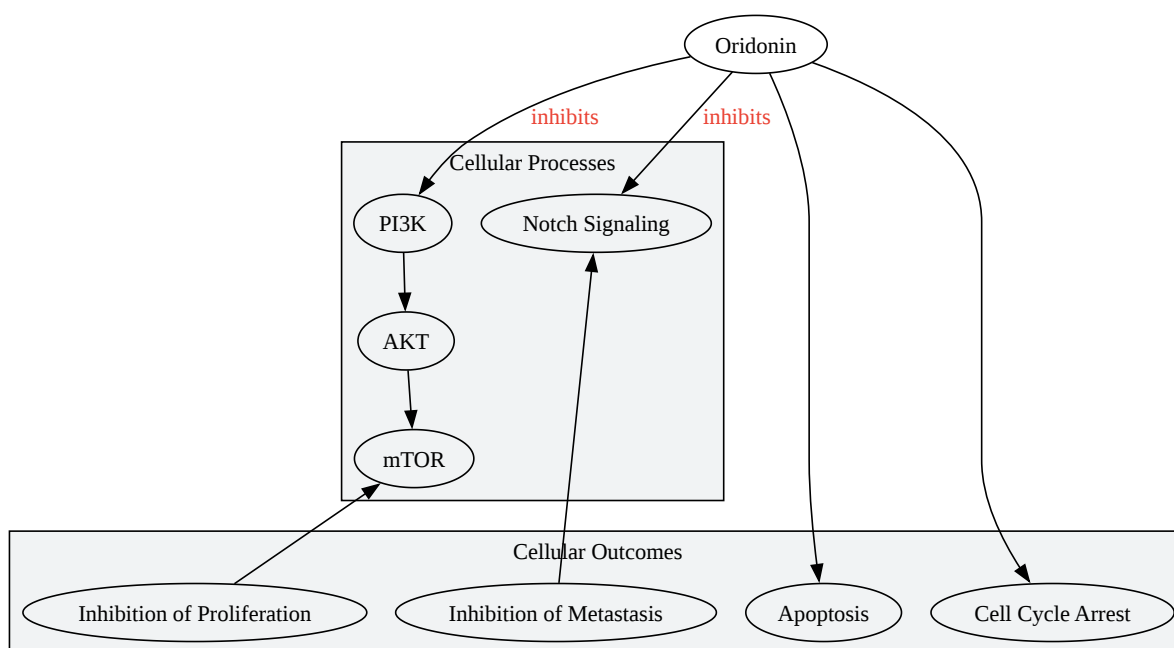 Oridonin
inhibits
inhibits
Cellular Processes
PI3K
Notch Signaling
AKT
mTOR
Cellular Outcomes
Inhibition of Proliferation
Inhibition of Metastasis
Apoptosis
Cell Cycle Arrest